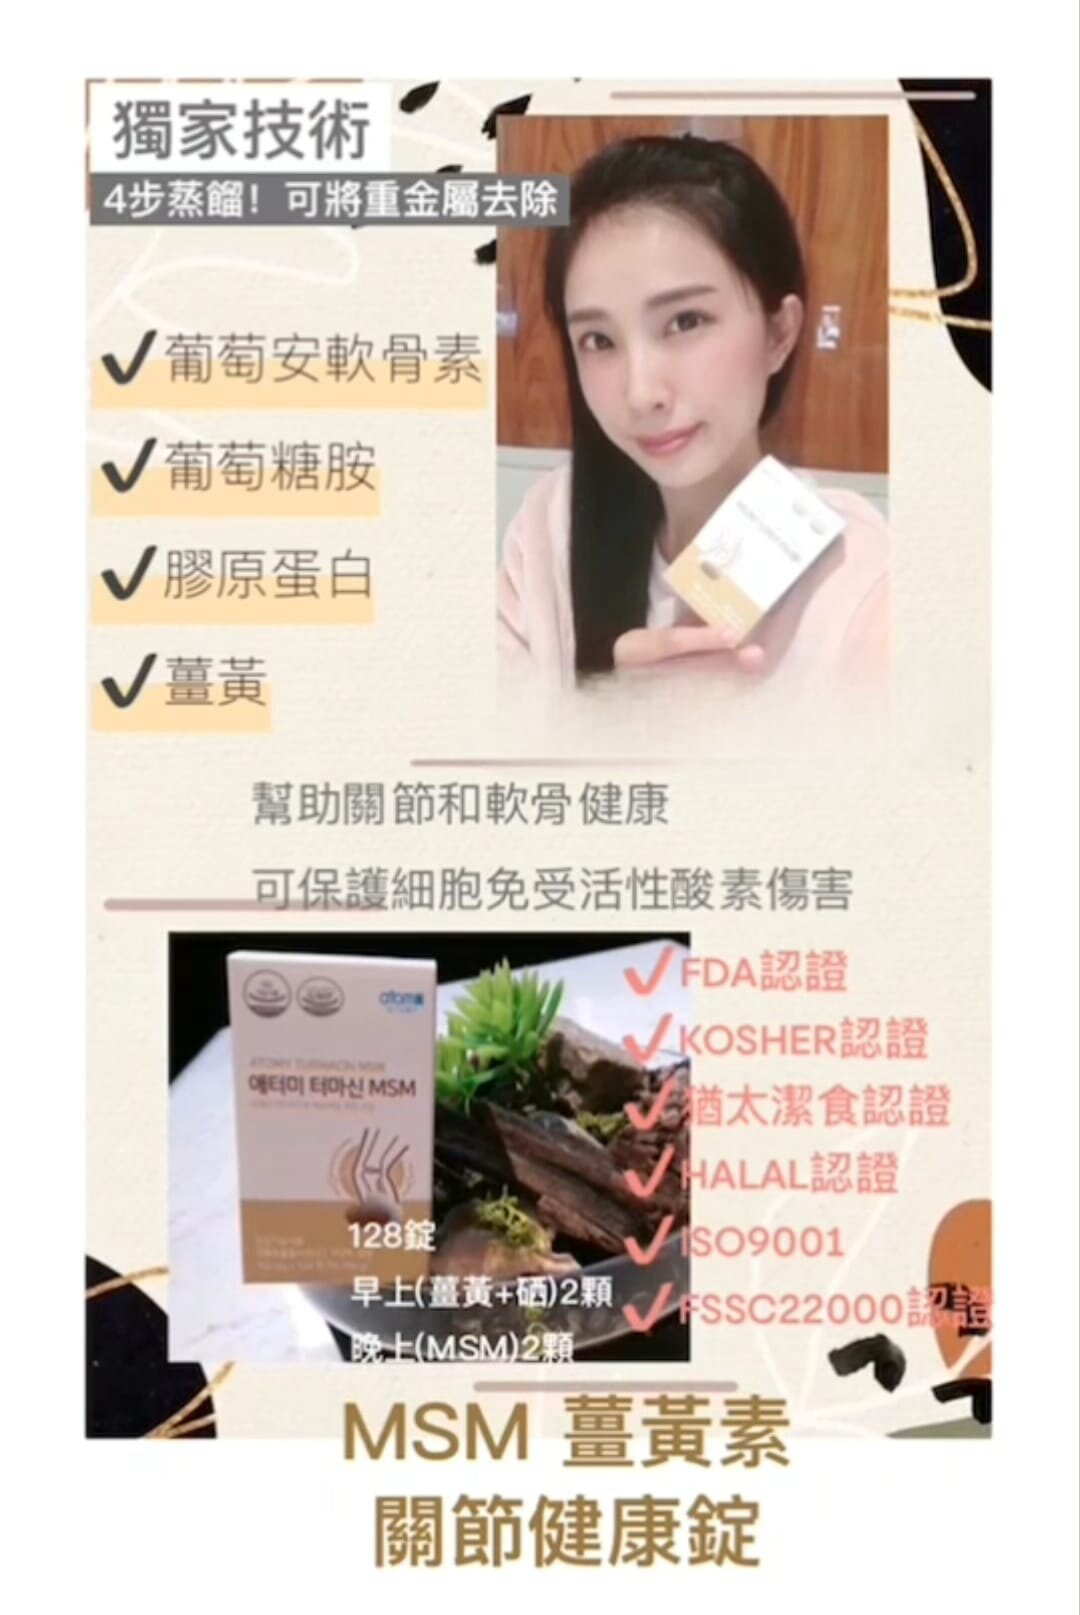 獨家技術
4步蒸餾！可將重金屬去除
✔葡萄安軟骨素
✔葡萄糖胺
✔膠原蛋白
✔薑黃
幫助關節和軟骨健康
可保護細胞免受活性酸素傷害
✔FDA認證
✔KOSHER認證
✔猶太潔食認證
✔HALAL認證
✔ISO9001
✔FSSC22000認證
atomy
ATOMY TURMACIN MSM
애터미 터마신 MSM
128錠
早上(薑黃+硒)2顆
晚上(MSM)2顆
MSM 薑黃素
關節健康錠